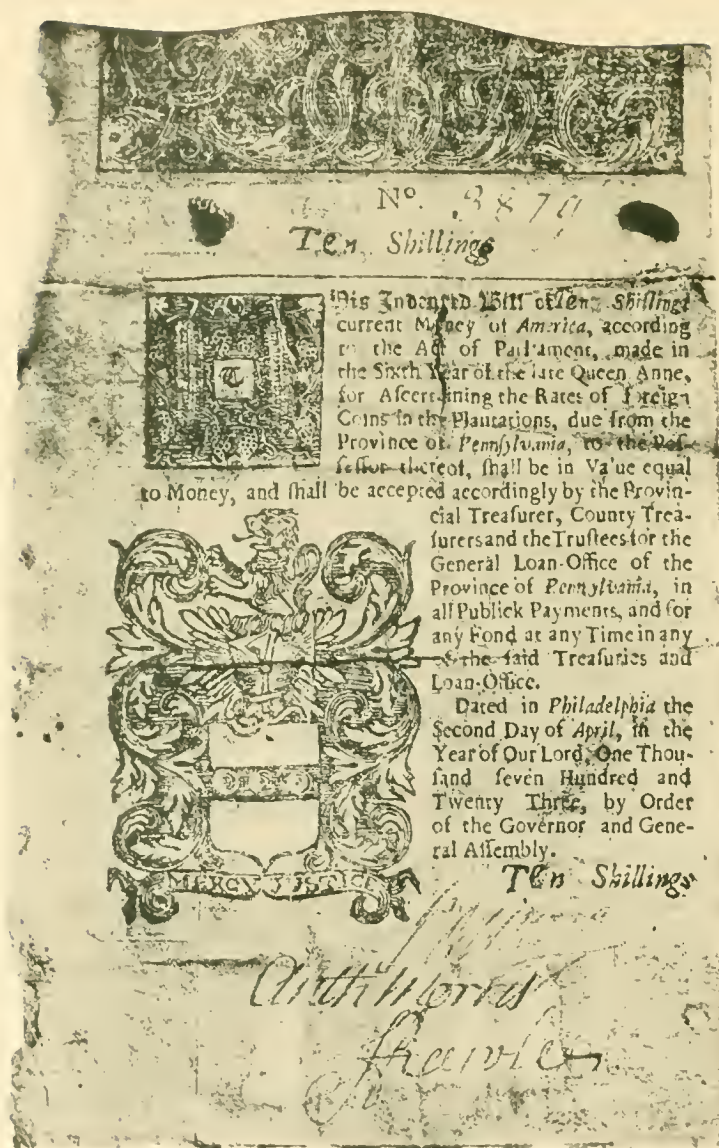 Nº. 3879
TEn Shillings
T
This Indented Bill of Ten Shillings
current Money of America, according
to the Act of Parliament, made in
the Sixth Year of the late Queen Anne,
for Aſcertaining the Rates of foreign
Coins in the Plantations, due from the
Province of Pennſylvania, to the Poſ-
ſeſſor thereof, ſhall be in Value equal
to Money, and ſhall be accepted accordingly by the Provin-
cial Treaſurer, County Trea-
ſurers and the Truſtees for the
General Loan-Office of the
Province of Pennſylvania, in
all Publick Payments, and for
any Fond at any Time in any
of the ſaid Treaſuries and
Loan-Office.
Dated in Philadelphia the
Second Day of April, in the
Year of Our Lord, One Thou-
ſand ſeven Hundred and
Twenty Three, by Order
of the Governor and Gene-
ral Aſſembly.
MERCY JUSTICE
TEn Shillings
Anth Morris